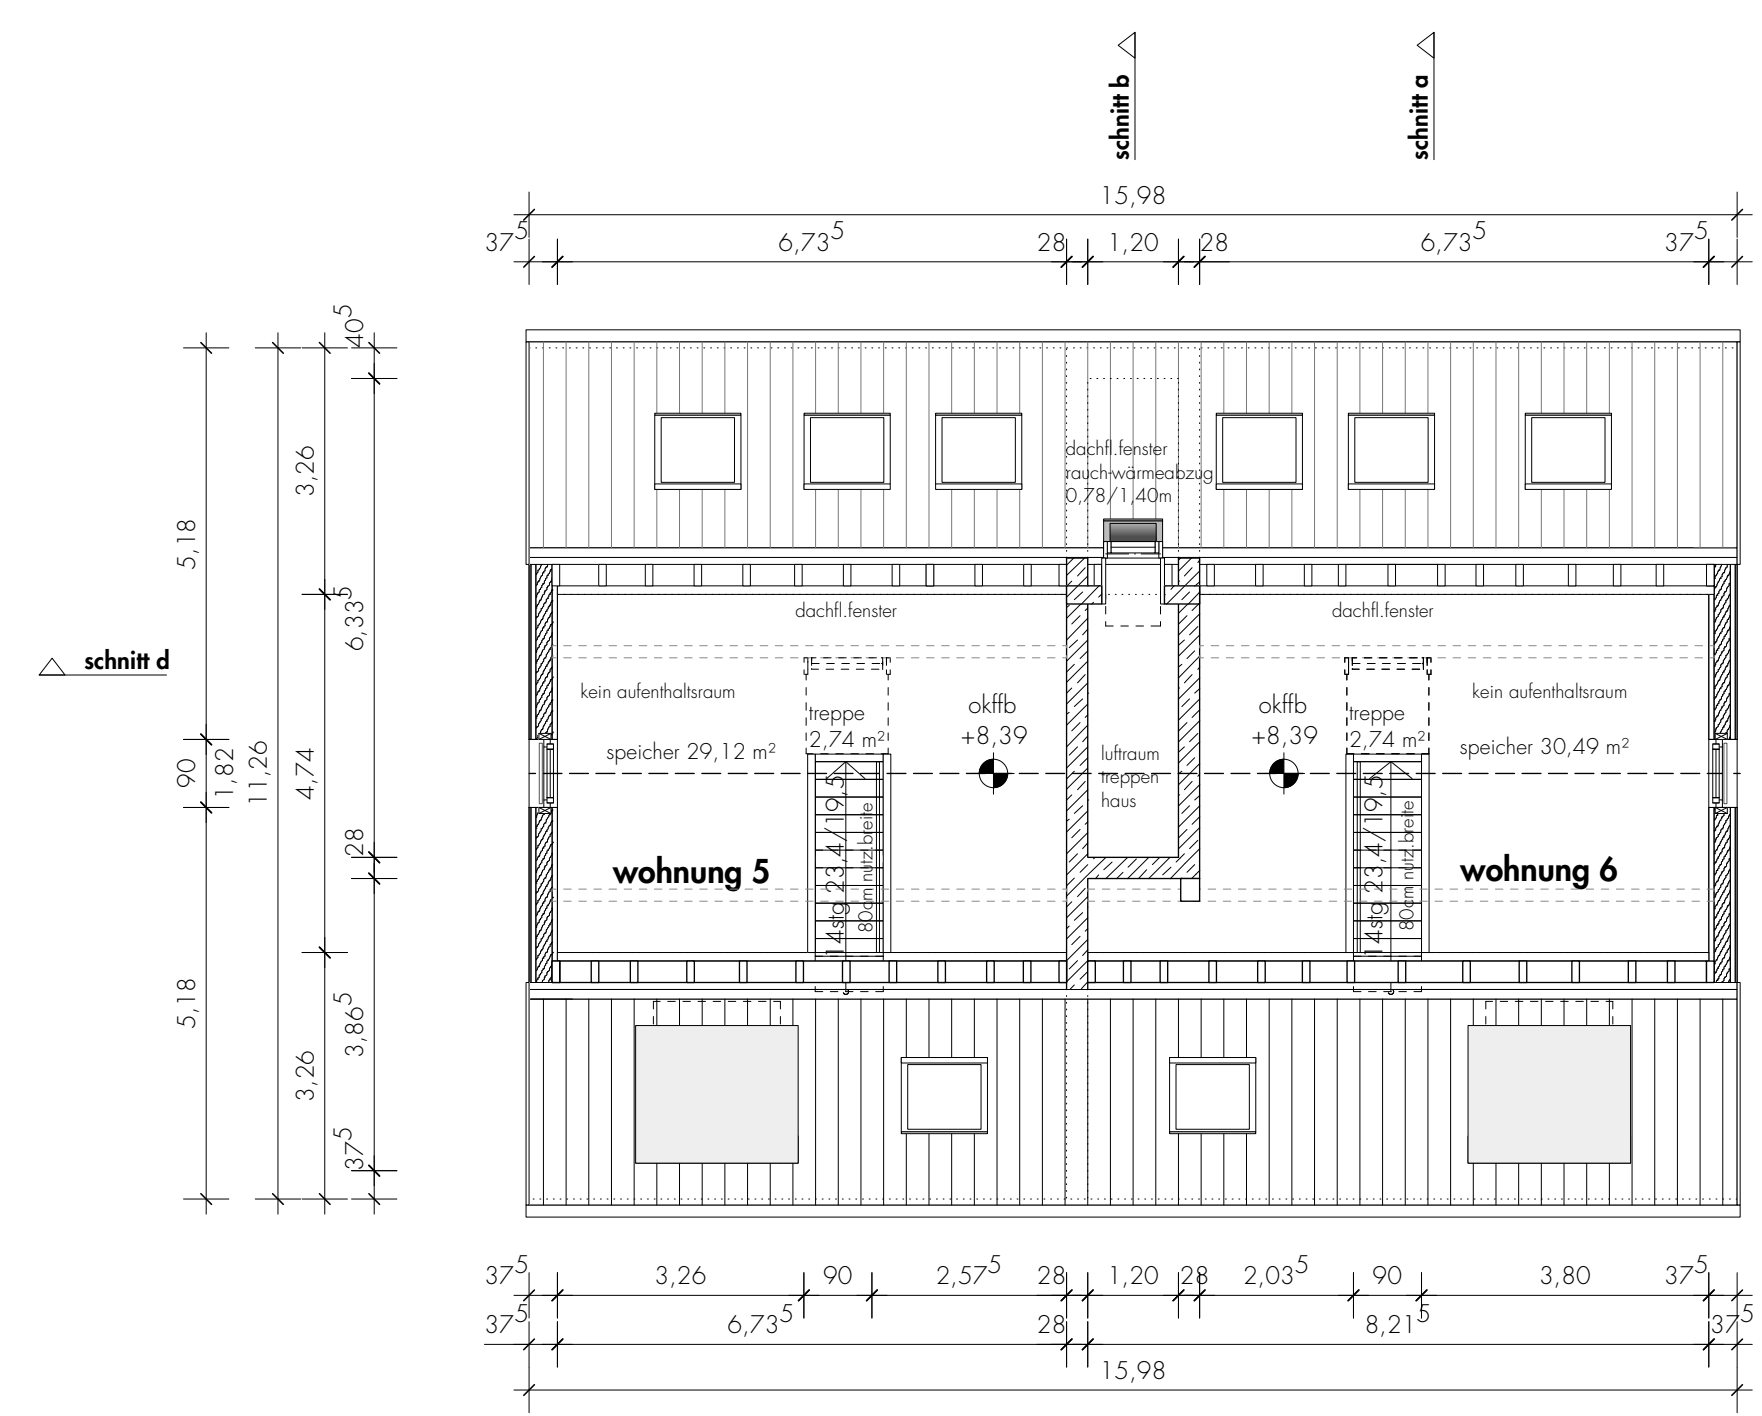 schnitt b
schnitt a
15,98
37⁵ 6,73⁵ 28 1,20 28 6,73⁵ 37⁵
40⁵
3,26
5,18
dachfl.fenster
rauch-wärmeabzug
0,78/1,40m
6,33⁵
dachfl.fenster
dachfl.fenster
schnitt d
kein aufenthaltsraum
kein aufenthaltsraum
treppe
2,74 m²
okffb
+8,39
okffb
+8,39
treppe
2,74 m²
speicher 29,12 m²
speicher 30,49 m²
luftraum
treppen
haus
90
1,82
11,26
4,74
28
14stg 23,4/19,5
80cm nutz.breite
14stg 23,4/19,5
80cm nutz.breite
wohnung 5
wohnung 6
5,18
3,86⁵
3,26
37⁵
37⁵ 3,26 90 2,57⁵ 28 1,20 28 2,03⁵ 90 3,80 37⁵
37⁵ 6,73⁵ 28 8,21⁵ 37⁵
15,98